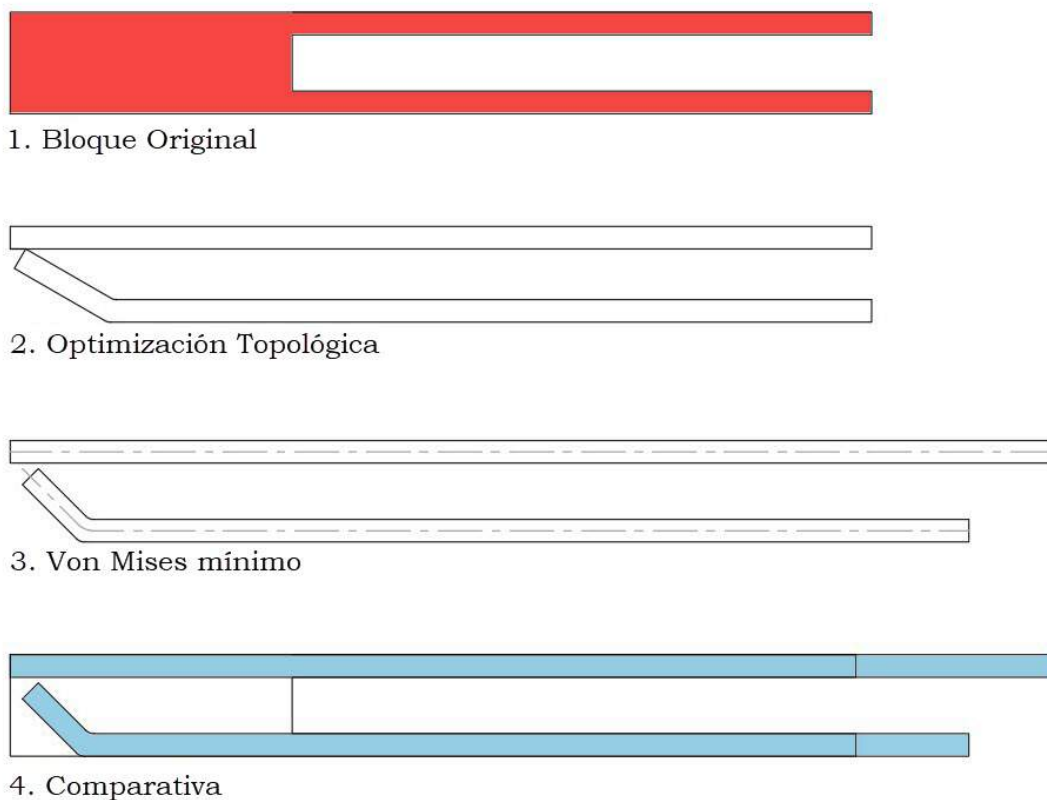 1. Bloque Original
2. Optimización Topológica
3. Von Mises mínimo
4. Comparativa